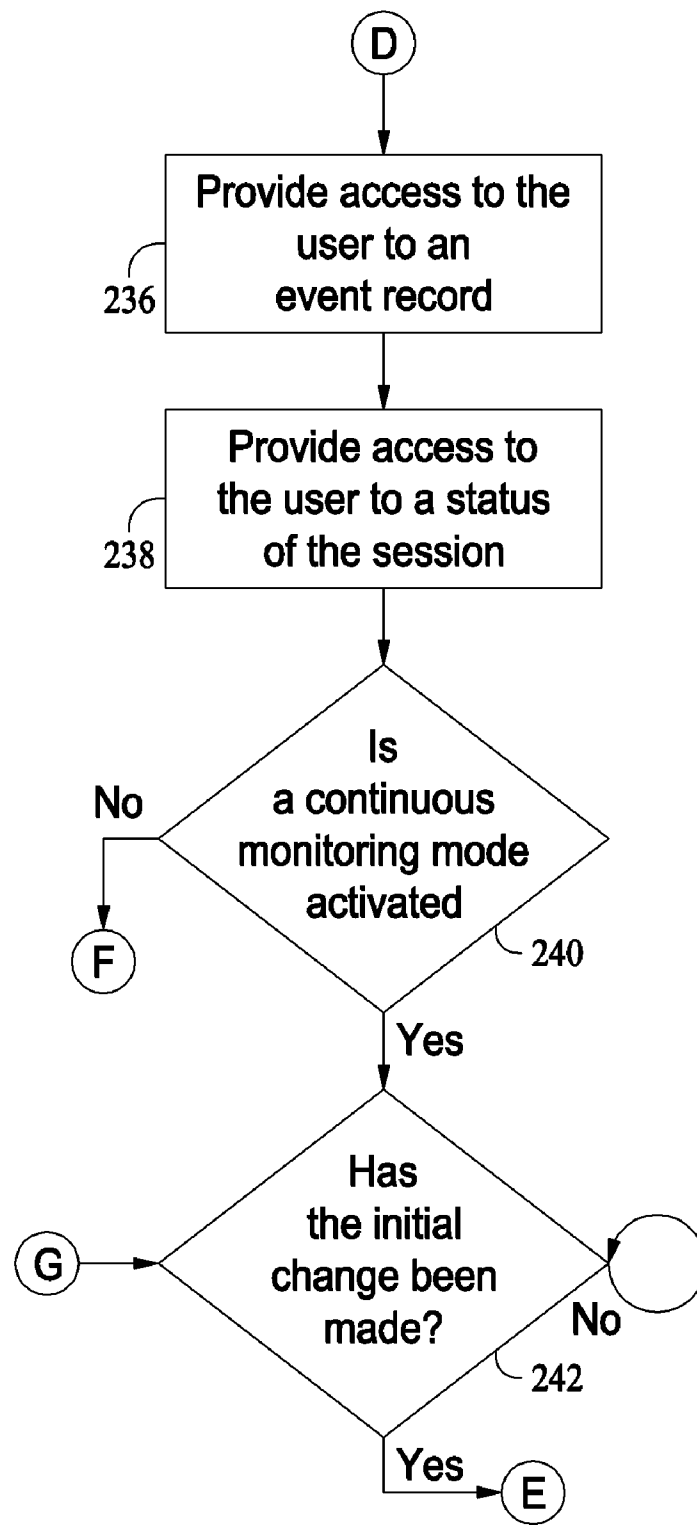 D
Provide access to the
user to an
event record
236
Provide access to
the user to a status
of the session
238
Is
a continuous
monitoring mode
activated
No
F
240
Yes
Has
the initial
change been
made?
G
No
242
Yes
E